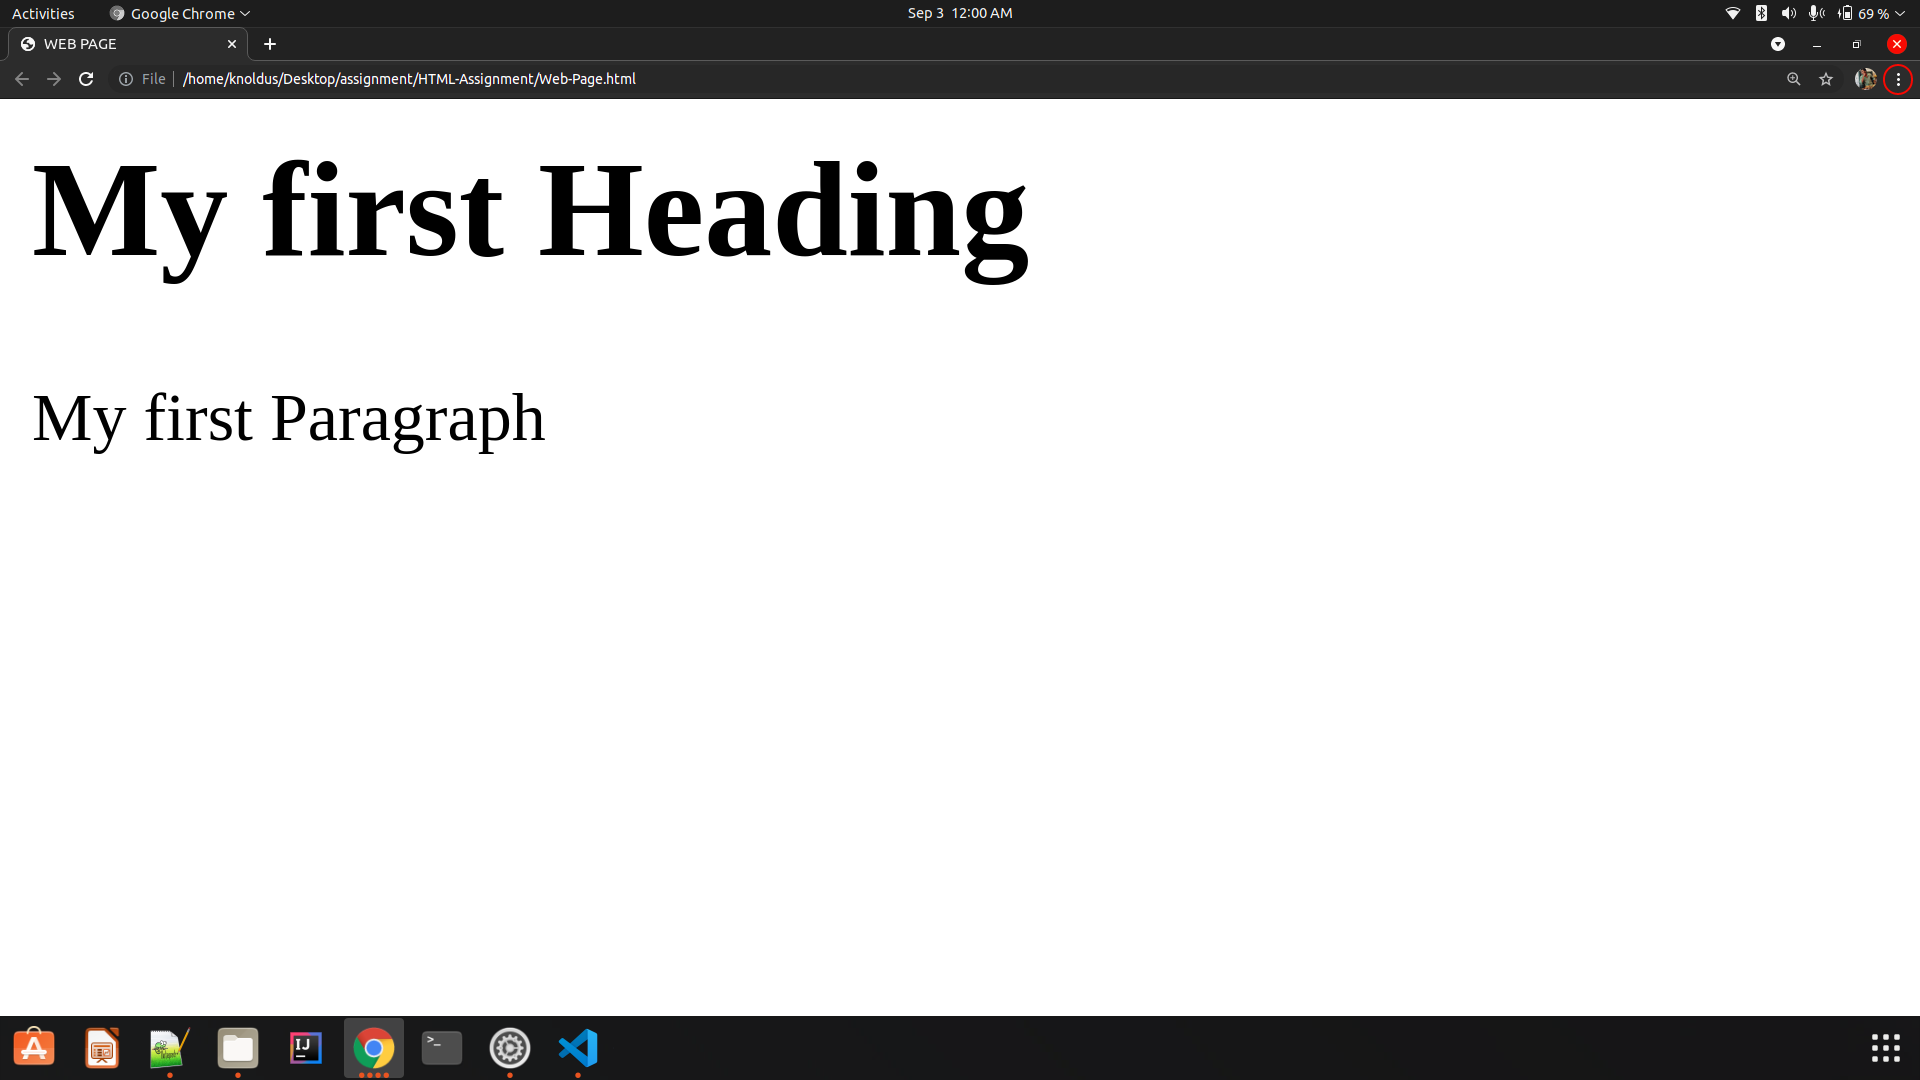 Activities Google Chrome Sep 3 12:00 AM 69 %
WEB PAGE
File /home/knoldus/Desktop/assignment/HTML-Assignment/Web-Page.html
My first Heading
My first Paragraph
IJ
>_